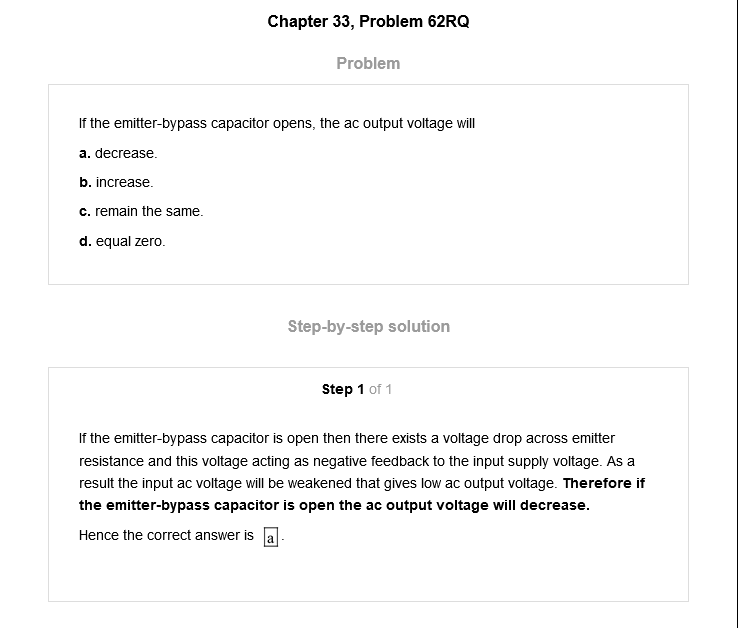 Chapter 33, Problem 62RQ
Problem
If the emitter-bypass capacitor opens, the ac output voltage will
a. decrease.
b. increase.
c. remain the same.
d. equal zero.
Step-by-step solution
Step 1 of 1
If the emitter-bypass capacitor is open then there exists a voltage drop across emitter
resistance and this voltage acting as negative feedback to the input supply voltage. As a
result the input ac voltage will be weakened that gives low ac output voltage. Therefore if
the emitter-bypass capacitor is open the ac output voltage will decrease.
Hence the correct answer is a.